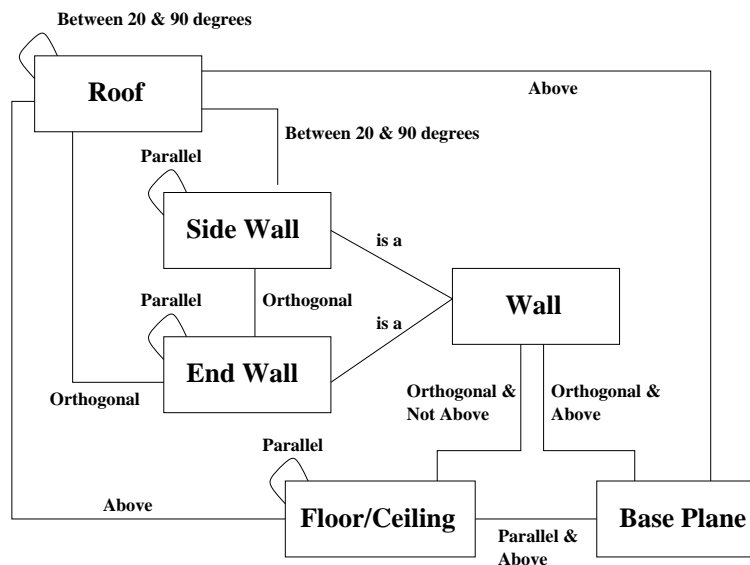 Between 20 & 90 degrees
Roof
Above
Between 20 & 90 degrees
Parallel
Side Wall
is a
Parallel
Orthogonal
Wall
is a
End Wall
Orthogonal
Orthogonal &
Not Above
Orthogonal &
Above
Parallel
Above
Floor/Ceiling
Base Plane
Parallel &
Above